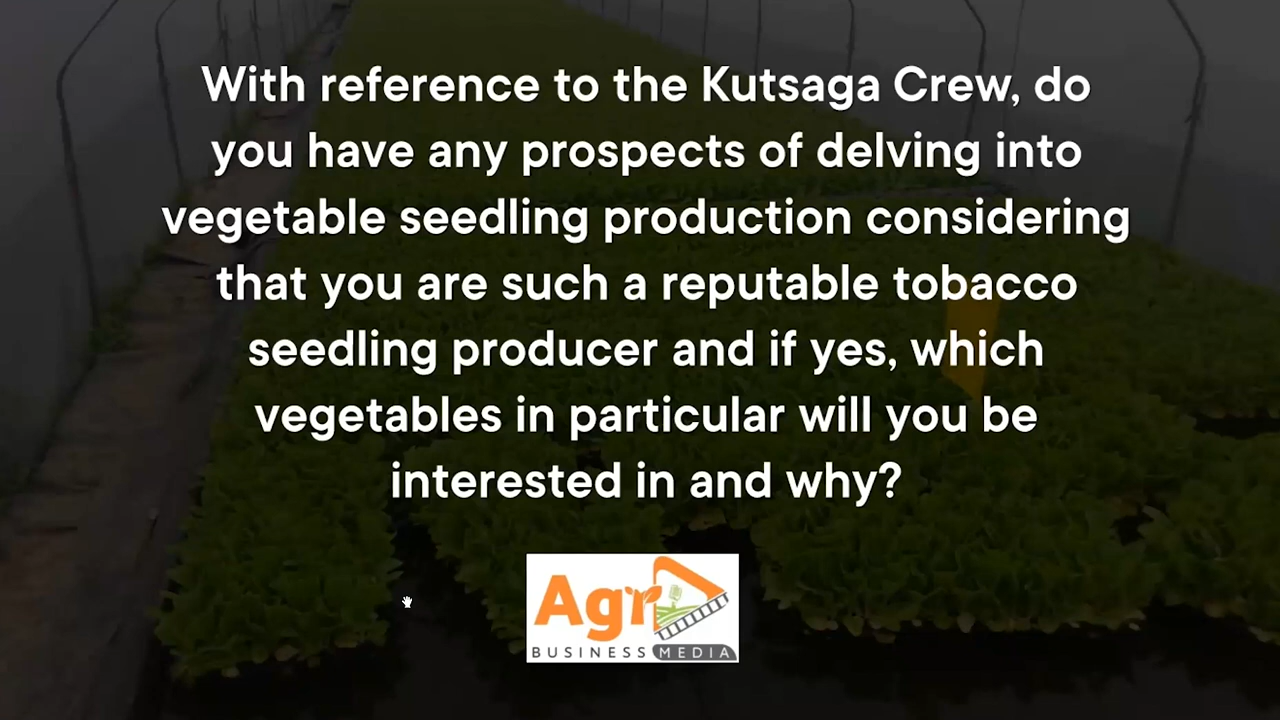 With reference to the Kutsaga Crew, do
you have any prospects of delving into
vegetable seedling production considering
that you are such a reputable tobacco
seedling producer and if yes, which
vegetables in particular will you be
interested in and why?
Agri
BUSINESS MEDIA